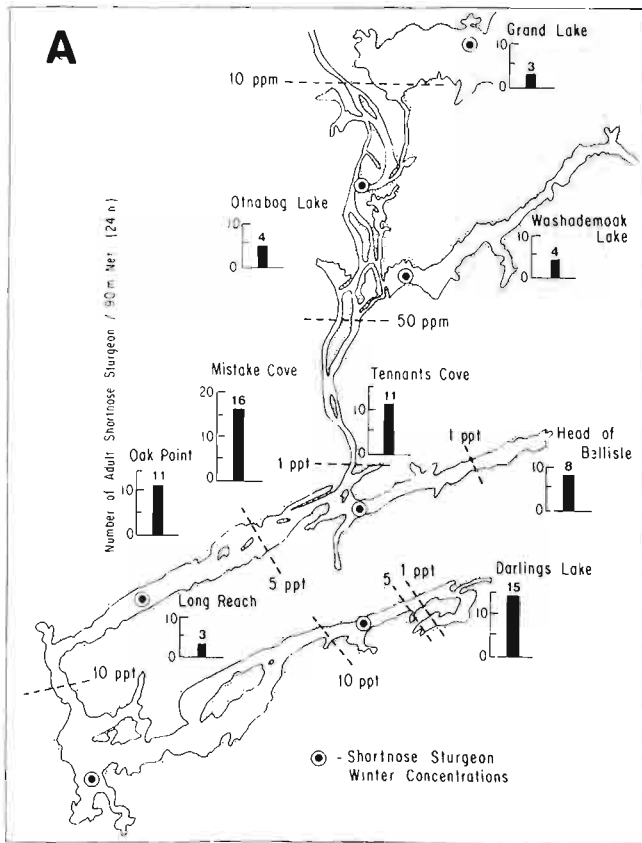 A
Grand Lake
10
3
0
10 ppm
Otnabog Lake
10
4
0
Washademoak
Lake
10
4
0
Number of Adult Shortnose Sturgeon / 90m Net (24 h)
50 ppm
Mistake Cove
20
16
15
10
5
0
Tennants Cove
11
10
0
1 ppt
1 ppt
Head of
Bellisle
10
8
0
Oak Point
11
10
0
5 ppt
Darlings Lake
15
10
0
5
1 ppt
Long Reach
10
3
0
10 ppt
10 ppt
- Shortnose Sturgeon
Winter Concentrations